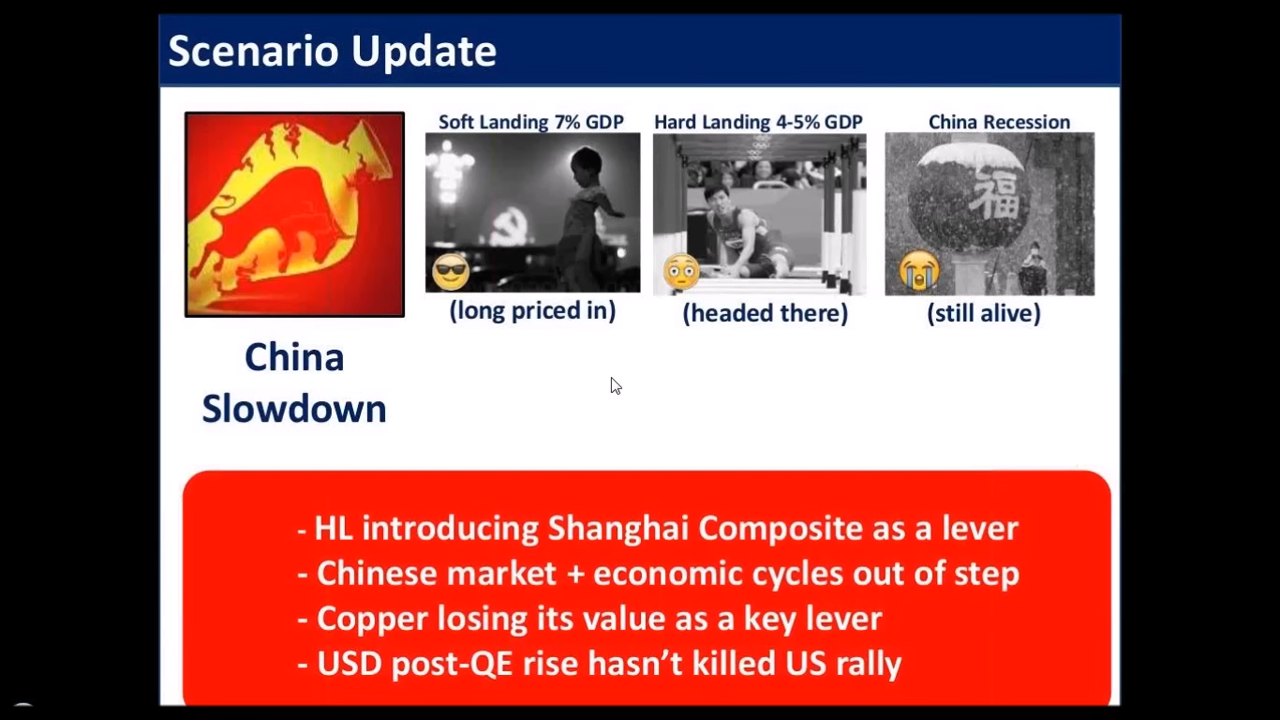 Scenario Update
Soft Landing 7% GDP
Hard Landing 4-5% GDP
China Recession
福
(long priced in)
(headed there)
(still alive)
China
Slowdown
- HL introducing Shanghai Composite as a lever
- Chinese market + economic cycles out of step
- Copper losing its value as a key lever
- USD post-QE rise hasn’t killed US rally